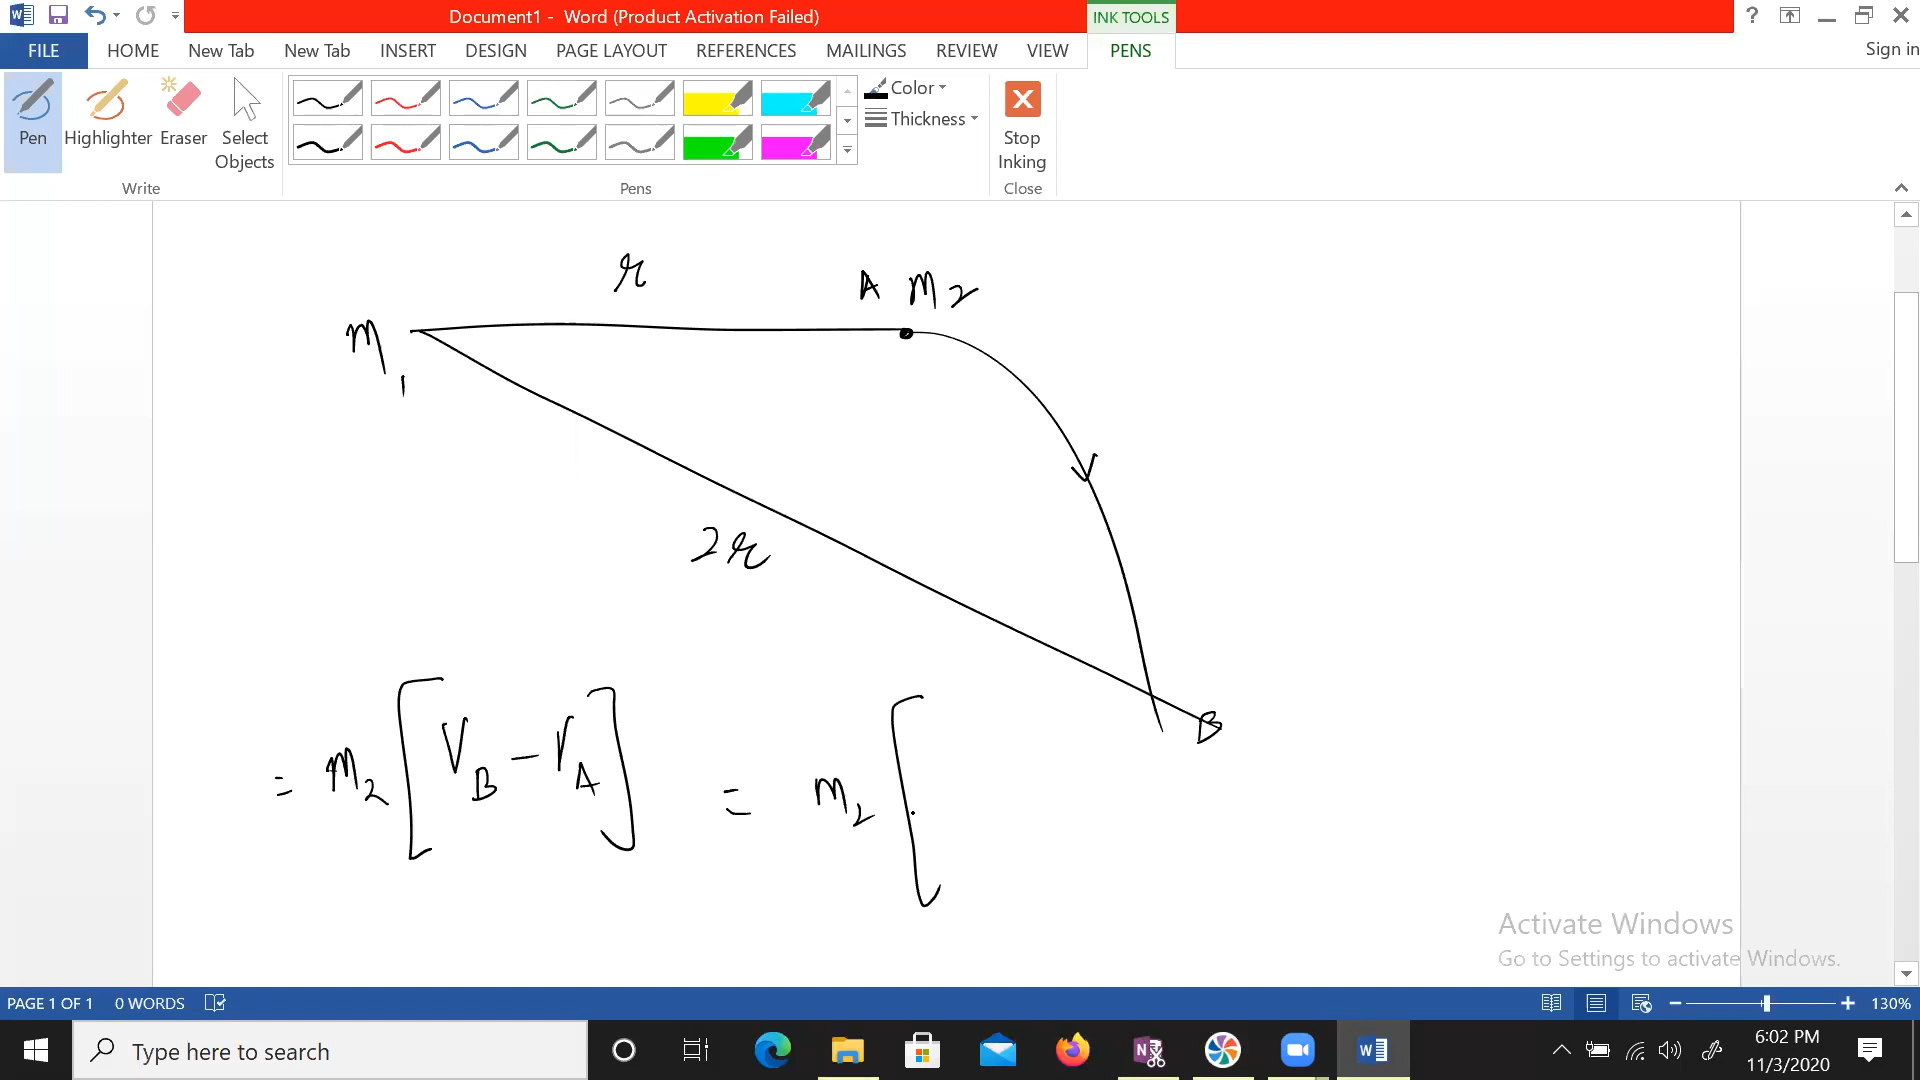 Document1 - Word (Product Activation Failed)
INK TOOLS
?
FILE HOME New Tab New Tab INSERT DESIGN PAGE LAYOUT REFERENCES MAILINGS REVIEW VIEW PENS Sign in
Pen Highlighter Eraser Select Objects
Color
Thickness
Stop Inking
Write Pens Close
r
A m2
m1
2r
B
= m2 [VB - VA] = m2 [
Activate Windows
Go to Settings to activate Windows.
PAGE 1 OF 1 0 WORDS 130%
Type here to search
6:02 PM
11/3/2020